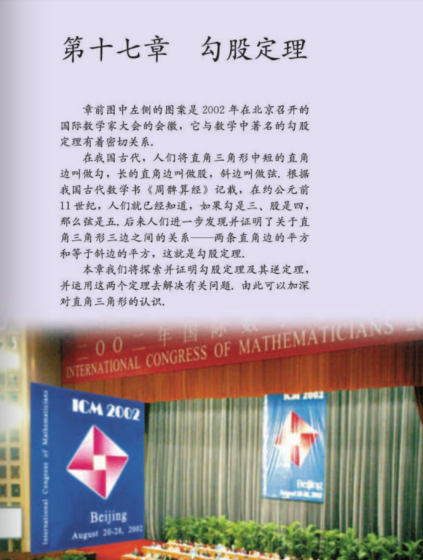 第十七章 勾股定理
章前图中左侧的图案是 2002 年在北京召开的
国际数学家大会的会徽，它与数学中著名的勾股
定理有着密切关系.
在我国古代，人们将直角三角形中短的直角
边叫做勾，长的直角边叫做股，斜边叫做弦. 根据
我国古代数学书《周髀算经》记载，在约公元前
11 世纪，人们就已经知道，如果勾是三、股是四，
那么弦是五. 后来人们进一步发现并证明了关于直
角三角形三边之间的关系——两条直角边的平方
和等于斜边的平方，这就是勾股定理.
本章我们将探索并证明勾股定理及其逆定理，
并运用这两个定理去解决有关问题. 由此可以加深
对直角三角形的认识.
二〇〇二年国际数
INTERNATIONAL CONGRESS OF MATHEMATICIANS
ICM 2002
International Congress of Mathematicians
Beijing
August 20-28, 2002
ICM 2002
Beijing
August 20-28, 2002